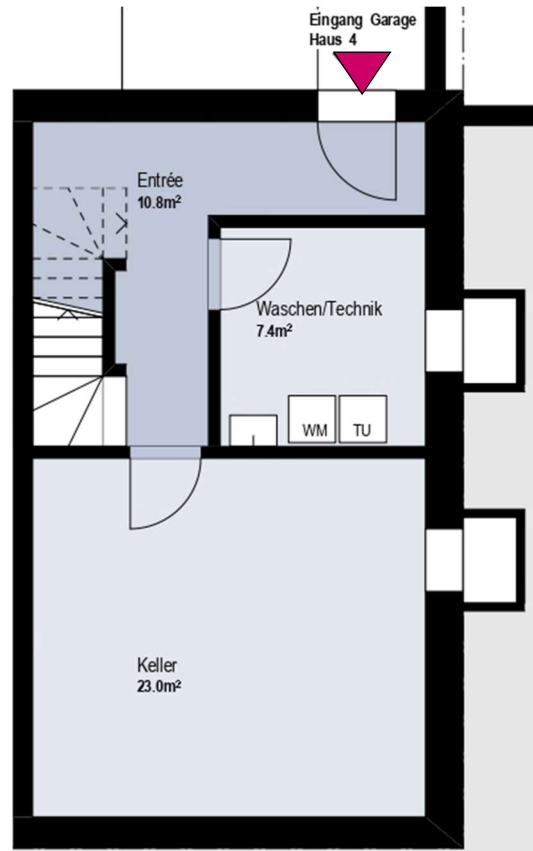 Eingang Garage
Haus 4
Entrée
10.8m²
Waschen/Technik
7.4m²
WM TU
Keller
23.0m²